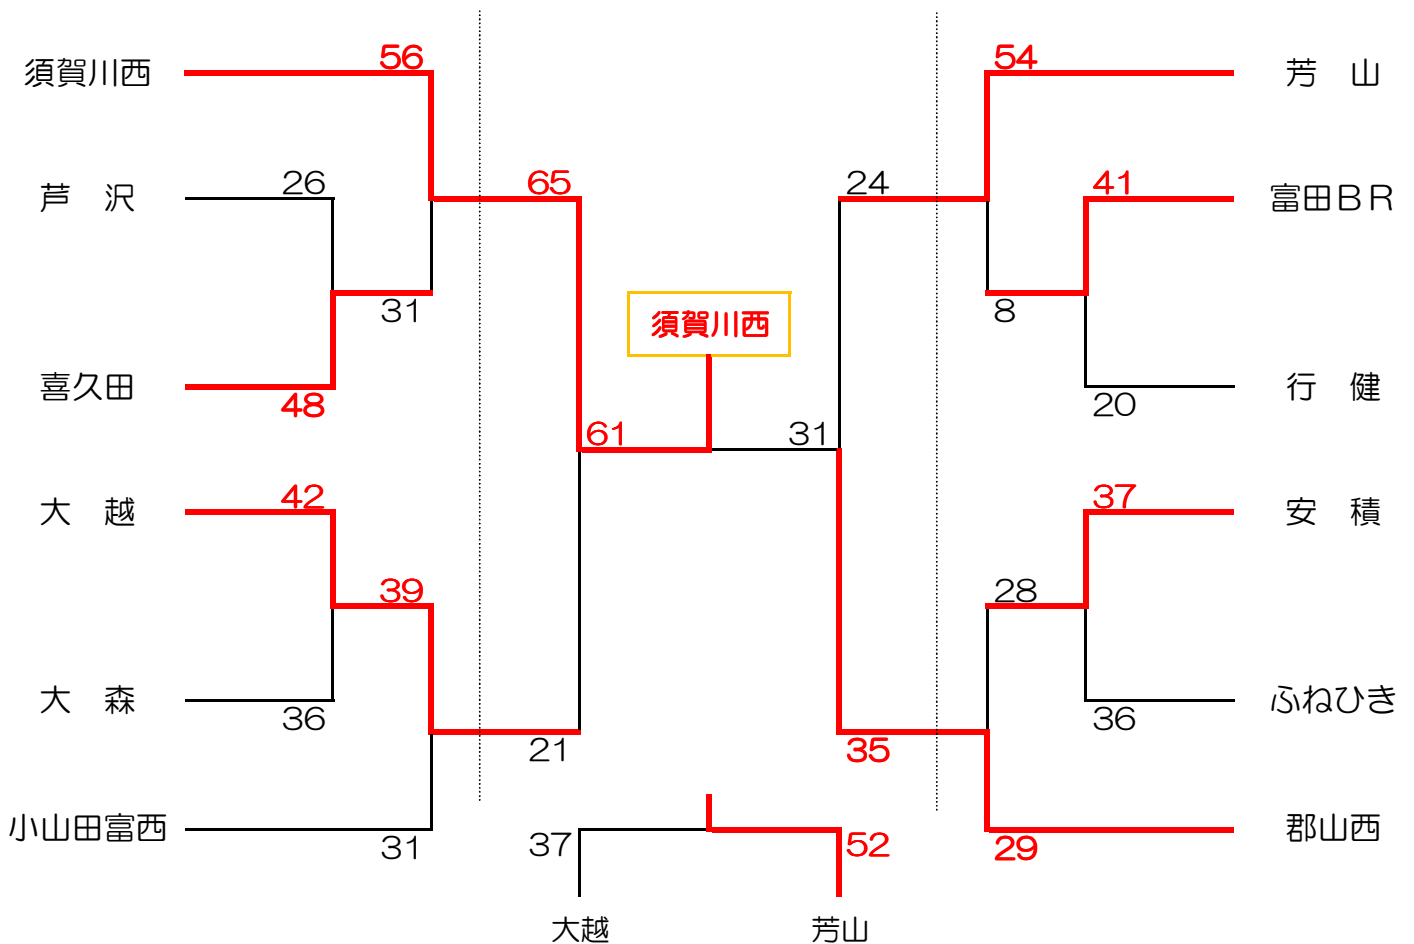 56
54
須賀川西
芳　山
26
65
24
41
芦　沢
富田ＢＲ
31
須賀川西
8
喜久田
行　健
48
20
61
31
42
37
大　越
安　積
39
28
大　森
ふねひき
36
36
21
35
小山田富西
郡山西
31
37
52
29
大越
芳山